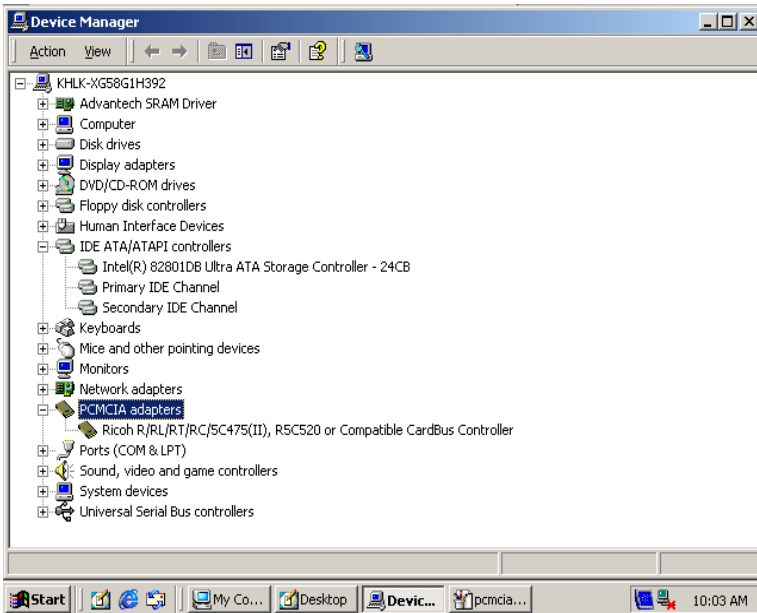 Device Manager
Action View
KHLK-XG58G1H392
Advantech SRAM Driver
Computer
Disk drives
Display adapters
DVD/CD-ROM drives
Floppy disk controllers
Human Interface Devices
IDE ATA/ATAPI controllers
Intel(R) 82801DB Ultra ATA Storage Controller - 24CB
Primary IDE Channel
Secondary IDE Channel
Keyboards
Mice and other pointing devices
Monitors
Network adapters
PCMCIA adapters
Ricoh R/RL/RT/RC/5C475(II), R5C520 or Compatible CardBus Controller
Ports (COM & LPT)
Sound, video and game controllers
System devices
Universal Serial Bus controllers
Start My Co... Desktop Devic... pcmcia... 10:03 AM